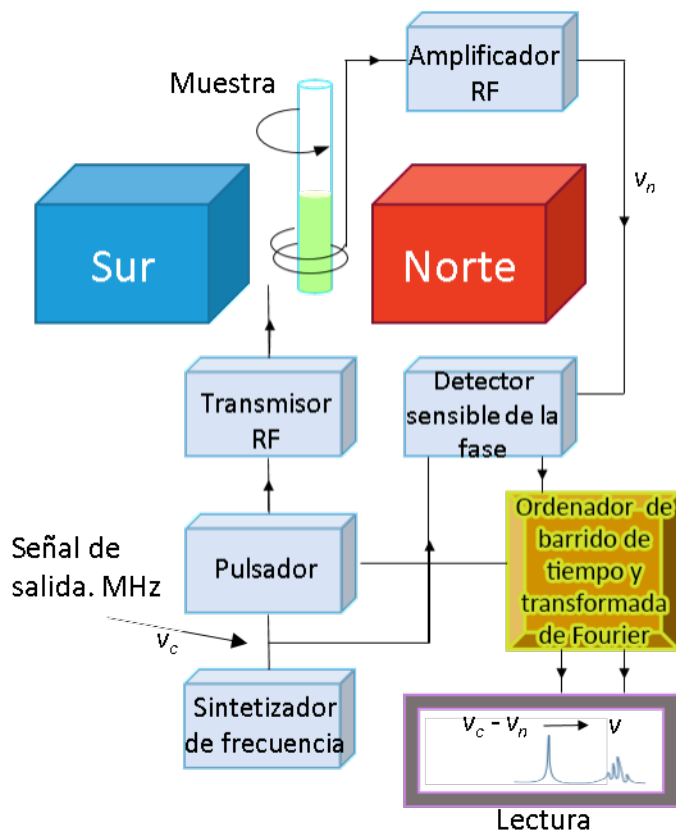 Amplificador
RF
Muestra
νn
Sur
Norte
Transmisor
RF
Detector
sensible de la
fase
Señal de
salida. MHz
νc
Pulsador
Ordenador de
barrido de
tiempo y
transformada
de Fourier
Sintetizador
de frecuencia
νc - νn
ν
Lectura